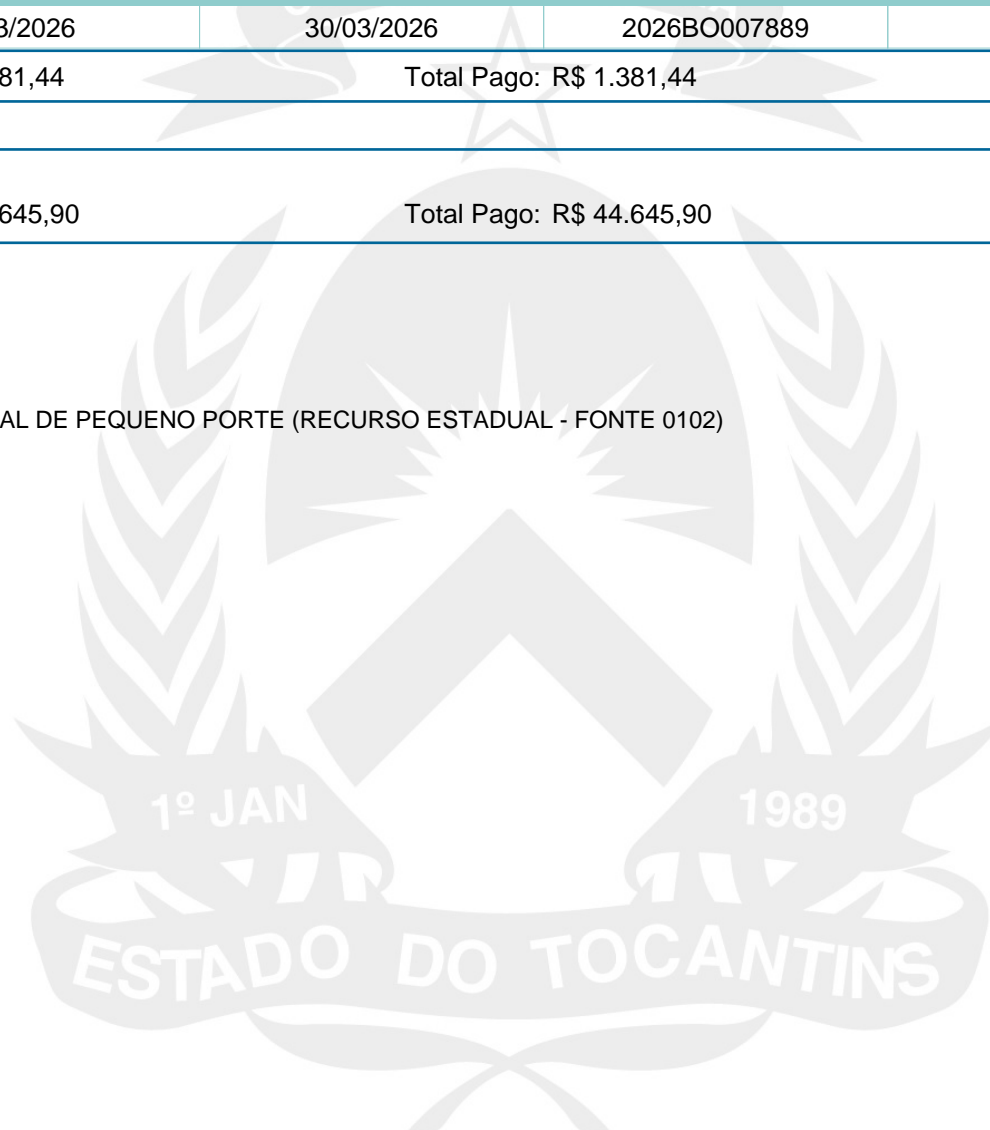 3/2026 30/03/2026 2026BO007889
81,44 Total Pago: R$ 1.381,44
645,90 Total Pago: R$ 44.645,90
AL DE PEQUENO PORTE (RECURSO ESTADUAL - FONTE 0102)
1º JAN 1989
ESTADO DO TOCANTINS